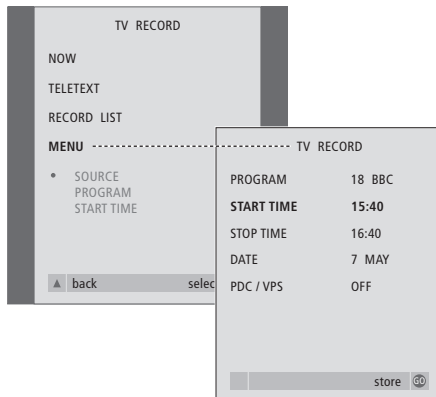 TV RECORD
NOW
TELETEXT
RECORD LIST
MENU
• SOURCE
PROGRAM
START TIME
▲ back selec
TV RECORD
PROGRAM 18 BBC
START TIME 15:40
STOP TIME 16:40
DATE 7 MAY
PDC / VPS OFF
store GO